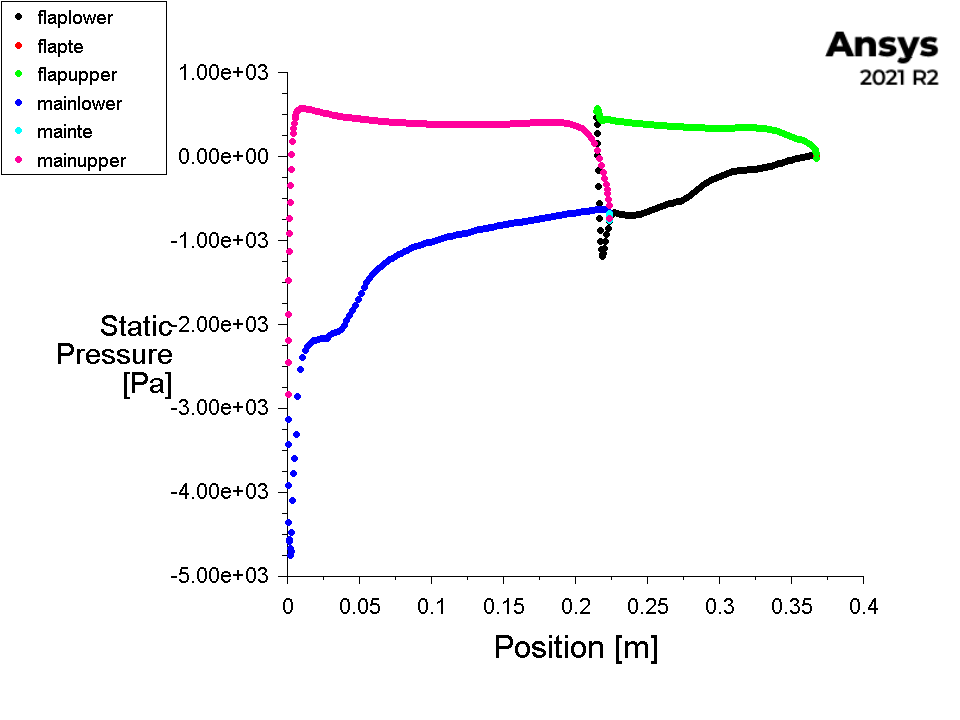 flaplower
flapte
flapupper
mainlower
mainte
mainupper
Ansys
2021 R2
1.00e+03
0.00e+00
-1.00e+03
-2.00e+03
-3.00e+03
-4.00e+03
-5.00e+03
Static
Pressure
[Pa]
0 0.05 0.1 0.15 0.2 0.25 0.3 0.35 0.4
Position [m]